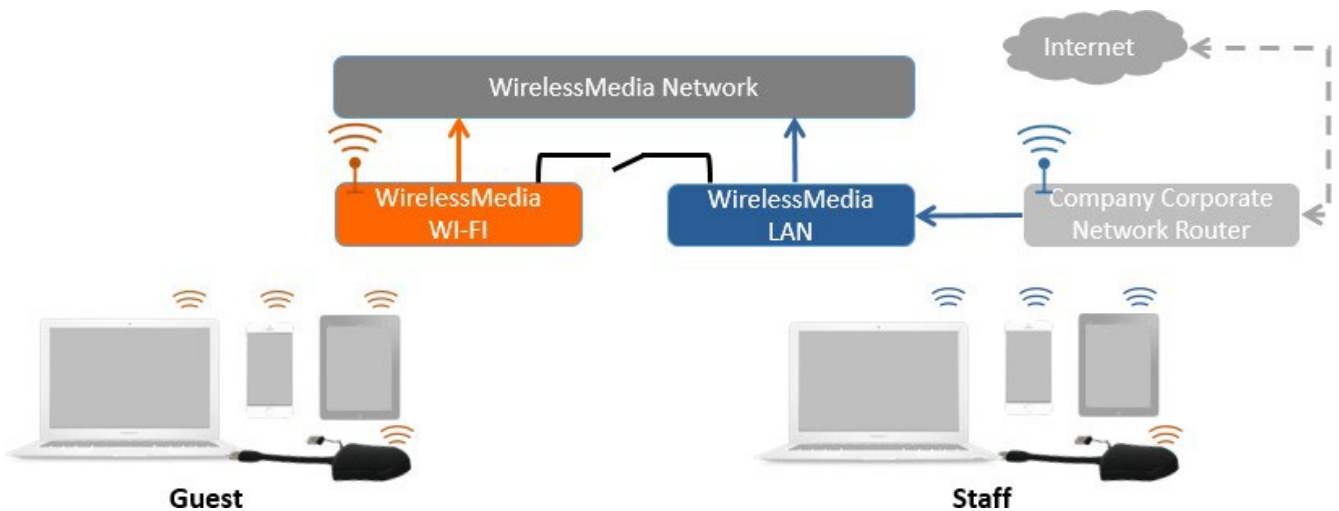 Internet
WirelessMedia Network
WirelessMedia
WI-FI
WirelessMedia
LAN
Company Corporate
Network Router
Guest
Staff